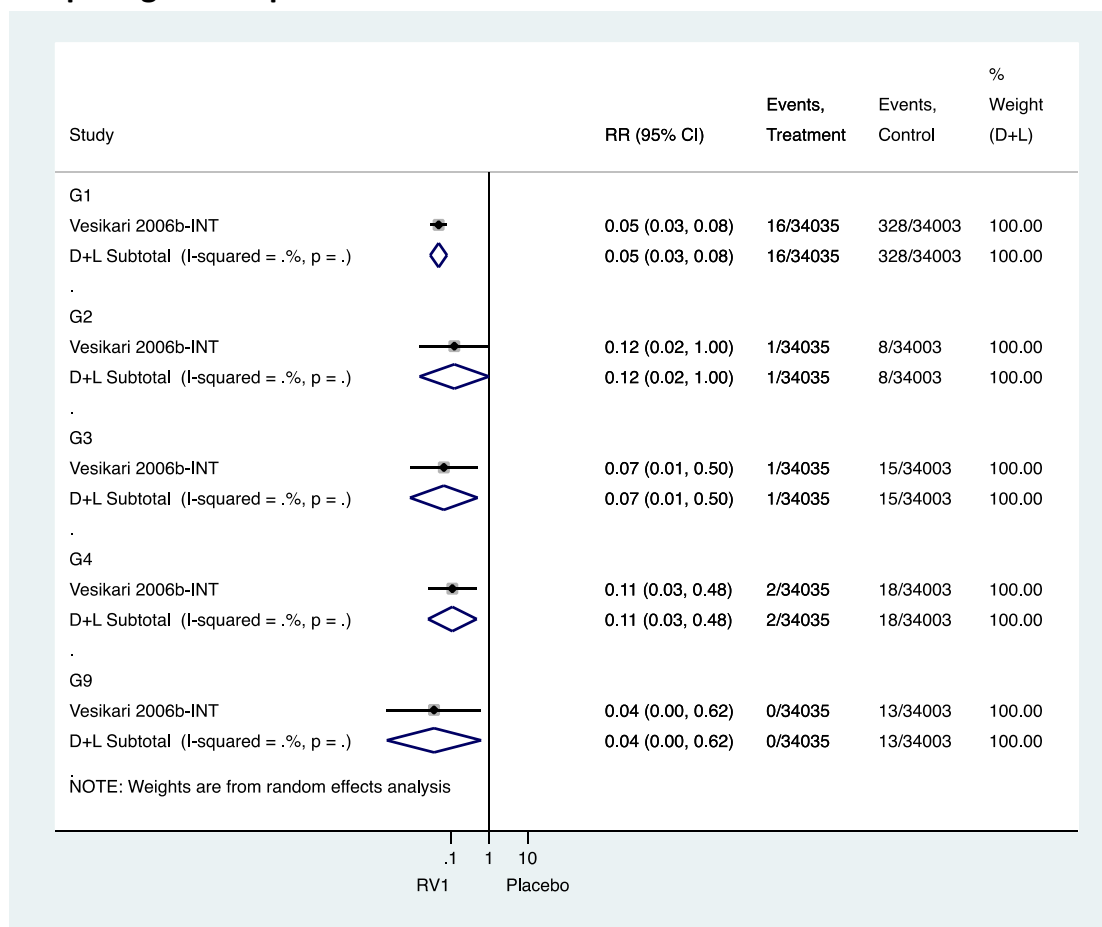 %
Events, Events, Weight
Study RR (95% CI) Treatment Control (D+L)
G1
Vesikari 2006b-INT 0.05 (0.03, 0.08) 16/34035 328/34003 100.00
D+L Subtotal (I-squared = .%, p = .) 0.05 (0.03, 0.08) 16/34035 328/34003 100.00
.
G2
Vesikari 2006b-INT 0.12 (0.02, 1.00) 1/34035 8/34003 100.00
D+L Subtotal (I-squared = .%, p = .) 0.12 (0.02, 1.00) 1/34035 8/34003 100.00
.
G3
Vesikari 2006b-INT 0.07 (0.01, 0.50) 1/34035 15/34003 100.00
D+L Subtotal (I-squared = .%, p = .) 0.07 (0.01, 0.50) 1/34035 15/34003 100.00
.
G4
Vesikari 2006b-INT 0.11 (0.03, 0.48) 2/34035 18/34003 100.00
D+L Subtotal (I-squared = .%, p = .) 0.11 (0.03, 0.48) 2/34035 18/34003 100.00
.
G9
Vesikari 2006b-INT 0.04 (0.00, 0.62) 0/34035 13/34003 100.00
D+L Subtotal (I-squared = .%, p = .) 0.04 (0.00, 0.62) 0/34035 13/34003 100.00
.
NOTE: Weights are from random effects analysis
.1 1 10
RV1 Placebo